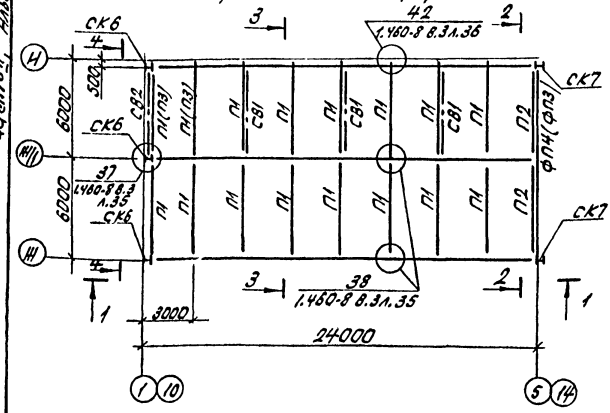 СК6
3
42
1.460-8 В.3 Л.36
2
4
И
500
СК7
6000
СВ2
П1(П3)
П1(П3)
П1
СВ1
П1
П1
СВ1
П1
П1
СВ1
П1
П2
ФП4(ФП3)
СК6
Ж/1
37
1.460-8 В.3
Л.35
6000
П1
П1
П1
П1
П1
П1
П1
П1
П2
СК6
СК7
Ж
4
3
38
1.460-8 В.3 Л.35
2
1
3000
1
24000
1
10
5
14